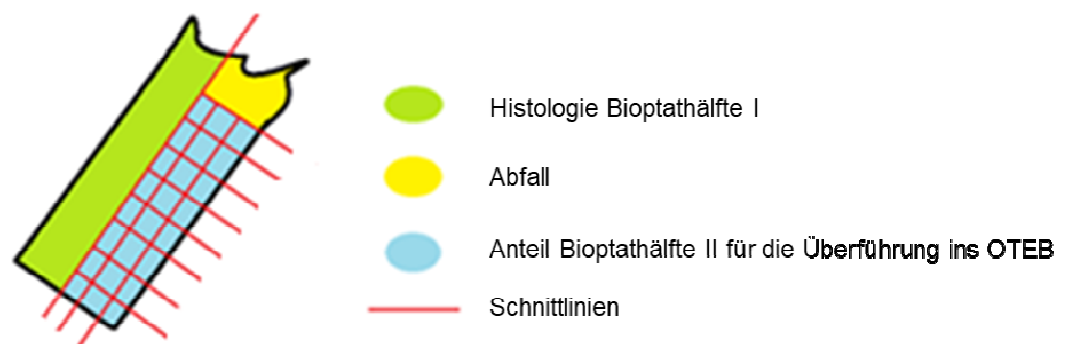 Histologie Bioptathälfte I
Abfall
Anteil Bioptathälfte II für die Überführung ins OTEB
Schnittlinien